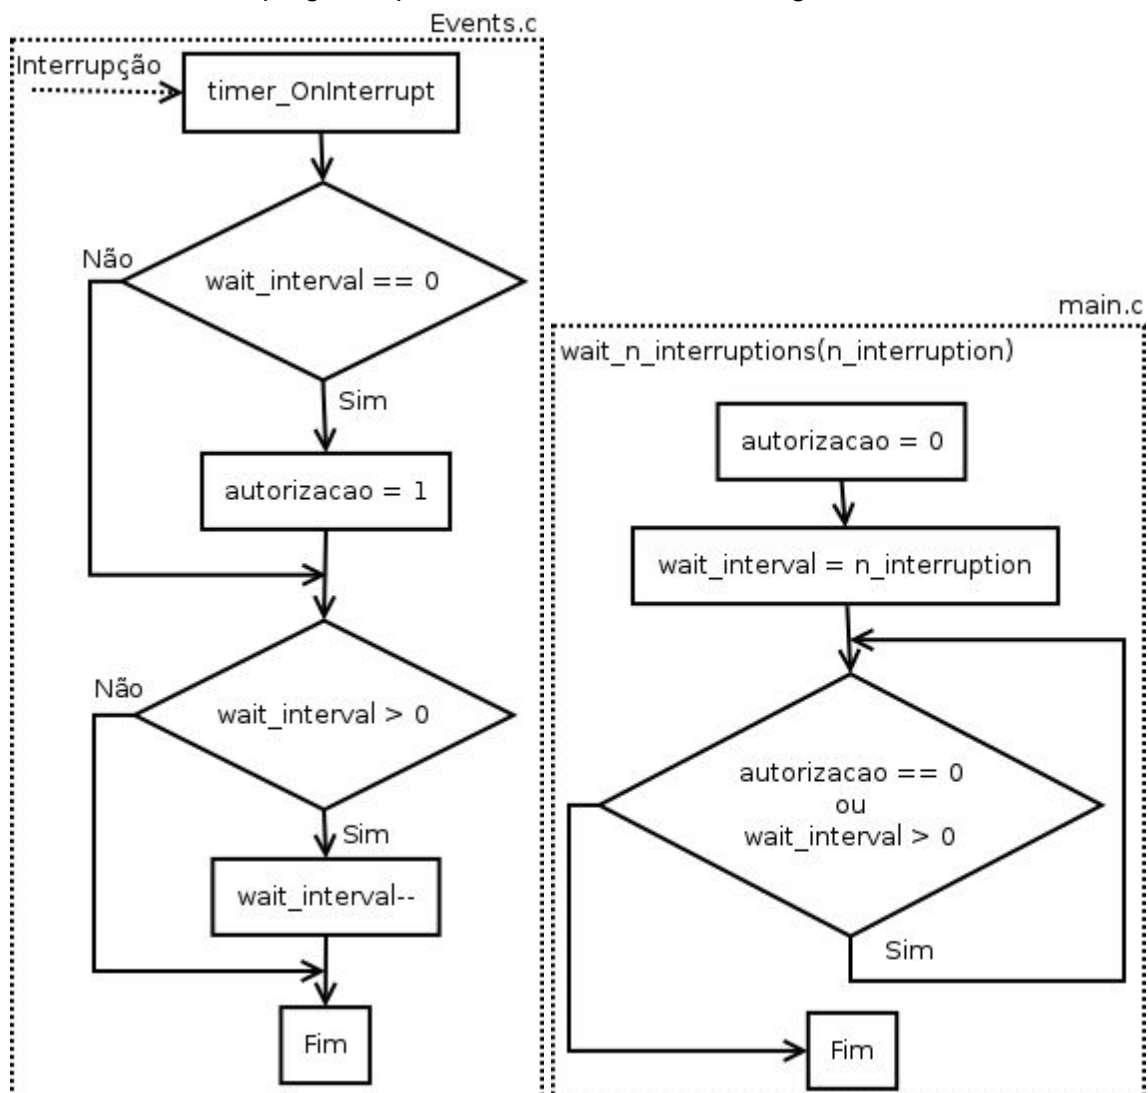 Events.c
Interrupção
timer_OnInterrupt
Não
wait_interval == 0
Sim
autorizacao = 1
Não
wait_interval > 0
Sim
wait_interval--
Fim
main.c
wait_n_interruptions(n_interruption)
autorizacao = 0
wait_interval = n_interruption
autorizacao == 0
ou
wait_interval > 0
Sim
Fim